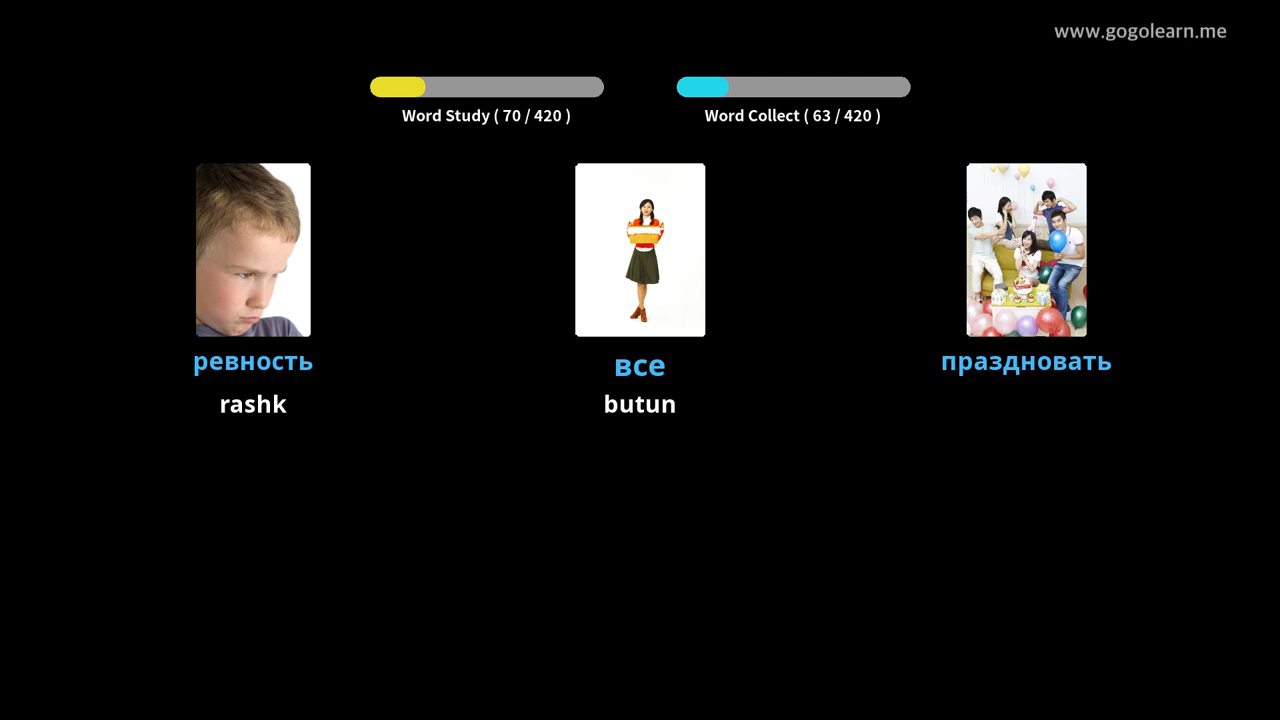 www.gogolearn.me
Word Study ( 70 / 420 )
Word Collect ( 63 / 420 )
ревность
все
праздновать
rashk
butun